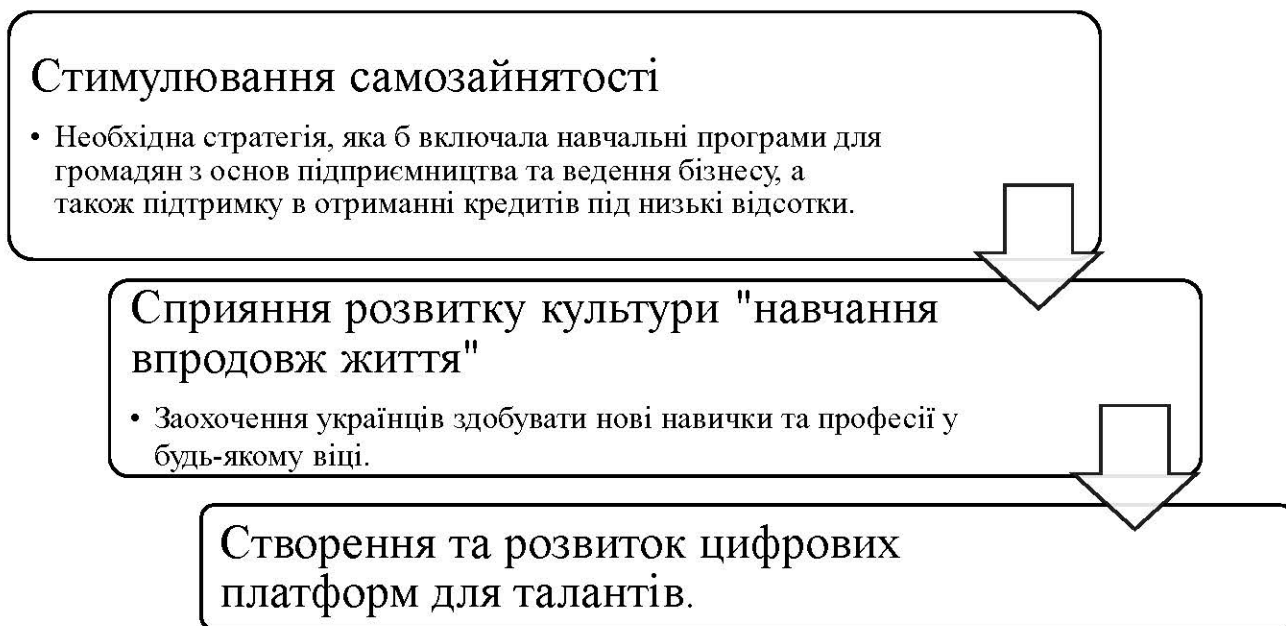 Стимулювання самозайнятості
• Необхідна стратегія, яка б включала навчальні програми для
громадян з основ підприємництва та ведення бізнесу, а
також підтримку в отриманні кредитів під низькі відсотки.
Сприяння розвитку культури "навчання
впродовж життя"
• Заохочення українців здобувати нові навички та професії у
будь-якому віці.
Створення та розвиток цифрових
платформ для талантів.